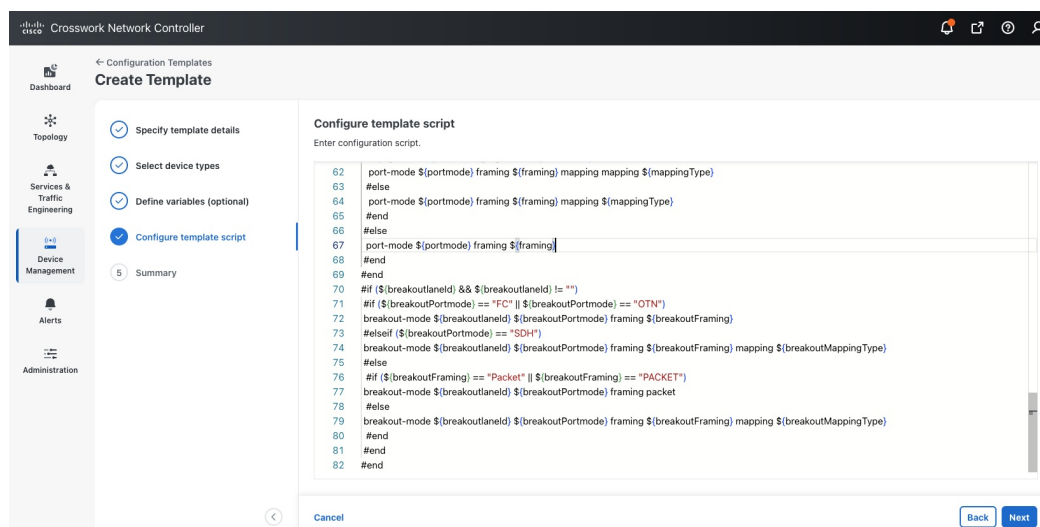 cisco Crosswork Network Controller
← Configuration Templates
Create Template
Dashboard
Topology
Services &
Traffic
Engineering
Device
Management
Alerts
Administration
Specify template details
Select device types
Define variables (optional)
Configure template script
5 Summary
Configure template script
Enter configuration script.
62 port-mode ${portmode} framing ${framing} mapping mapping ${mappingType}
63 #else
64 port-mode ${portmode} framing ${framing} mapping ${mappingType}
65 #end
66 #else
67 port-mode ${portmode} framing ${framing}
68 #end
69 #end
70 #if (${breakoutlaneId} && ${breakoutlaneId} != "")
71 #if (${breakoutPortmode} == "FC" || ${breakoutPortmode} == "OTN")
72 breakout-mode ${breakoutlaneId} ${breakoutPortmode} framing ${breakoutFraming}
73 #elseif (${breakoutPortmode} == "SDH")
74 breakout-mode ${breakoutlaneId} ${breakoutPortmode} framing ${breakoutFraming} mapping ${breakoutMappingType}
75 #else
76 #if (${breakoutFraming} == "Packet" || ${breakoutFraming} == "PACKET")
77 breakout-mode ${breakoutlaneId} ${breakoutPortmode} framing packet
78 #else
79 breakout-mode ${breakoutlaneId} ${breakoutPortmode} framing ${breakoutFraming} mapping ${breakoutMappingType}
80 #end
81 #end
82 #end
Cancel
Back
Next